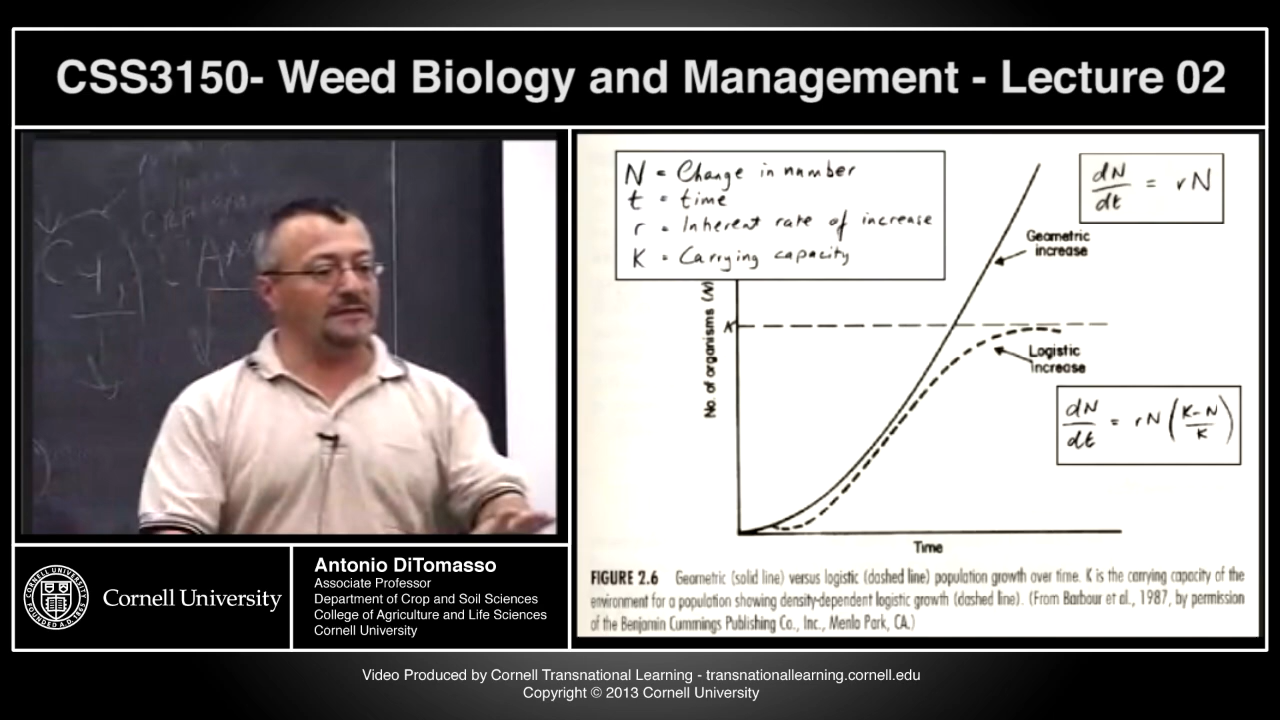 CSS3150- Weed Biology and Management - Lecture 02
C4
CAM
N = Change in number
t = time
r = Inherent rate of increase
K = Carrying capacity
dN/dt = rN
Geometric
increase
No. of organisms (N)
K
Logistic
increase
dN/dt = rN (K-N/K)
Time
FIGURE 2.6 Geometric (solid line) versus logistic (dashed line) population growth over time. K is the carrying capacity of the
environment for a population showing density-dependent logistic growth (dashed line). (From Barbour et al., 1987, by permission
of the Benjamin Cummings Publishing Co., Inc., Menlo Park, CA.)
CORNELL UNIVERSITY
FOUNDED A.D.
Cornell University
Antonio DiTomasso
Associate Professor
Department of Crop and Soil Sciences
College of Agriculture and Life Sciences
Cornell University
Video Produced by Cornell Transnational Learning - transnationallearning.cornell.edu
Copyright © 2013 Cornell University